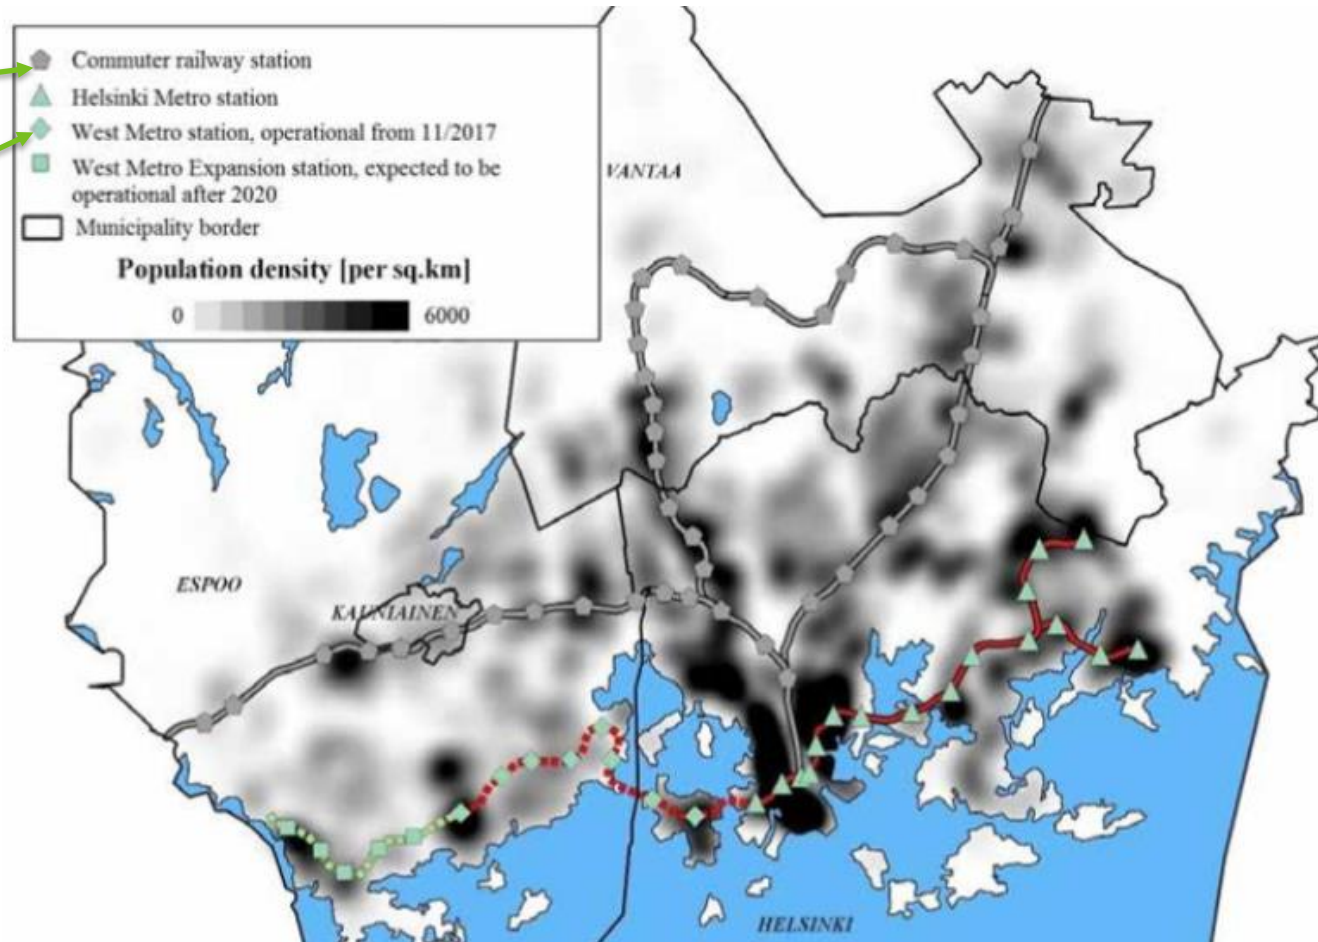 Commuter railway station
Helsinki Metro station
West Metro station, operational from 11/2017
West Metro Expansion station, expected to be
operational after 2020
Municipality border
Population density [per sq.km]
0 6000
VANTAA
ESPOO
KAUNIAINEN
HELSINKI